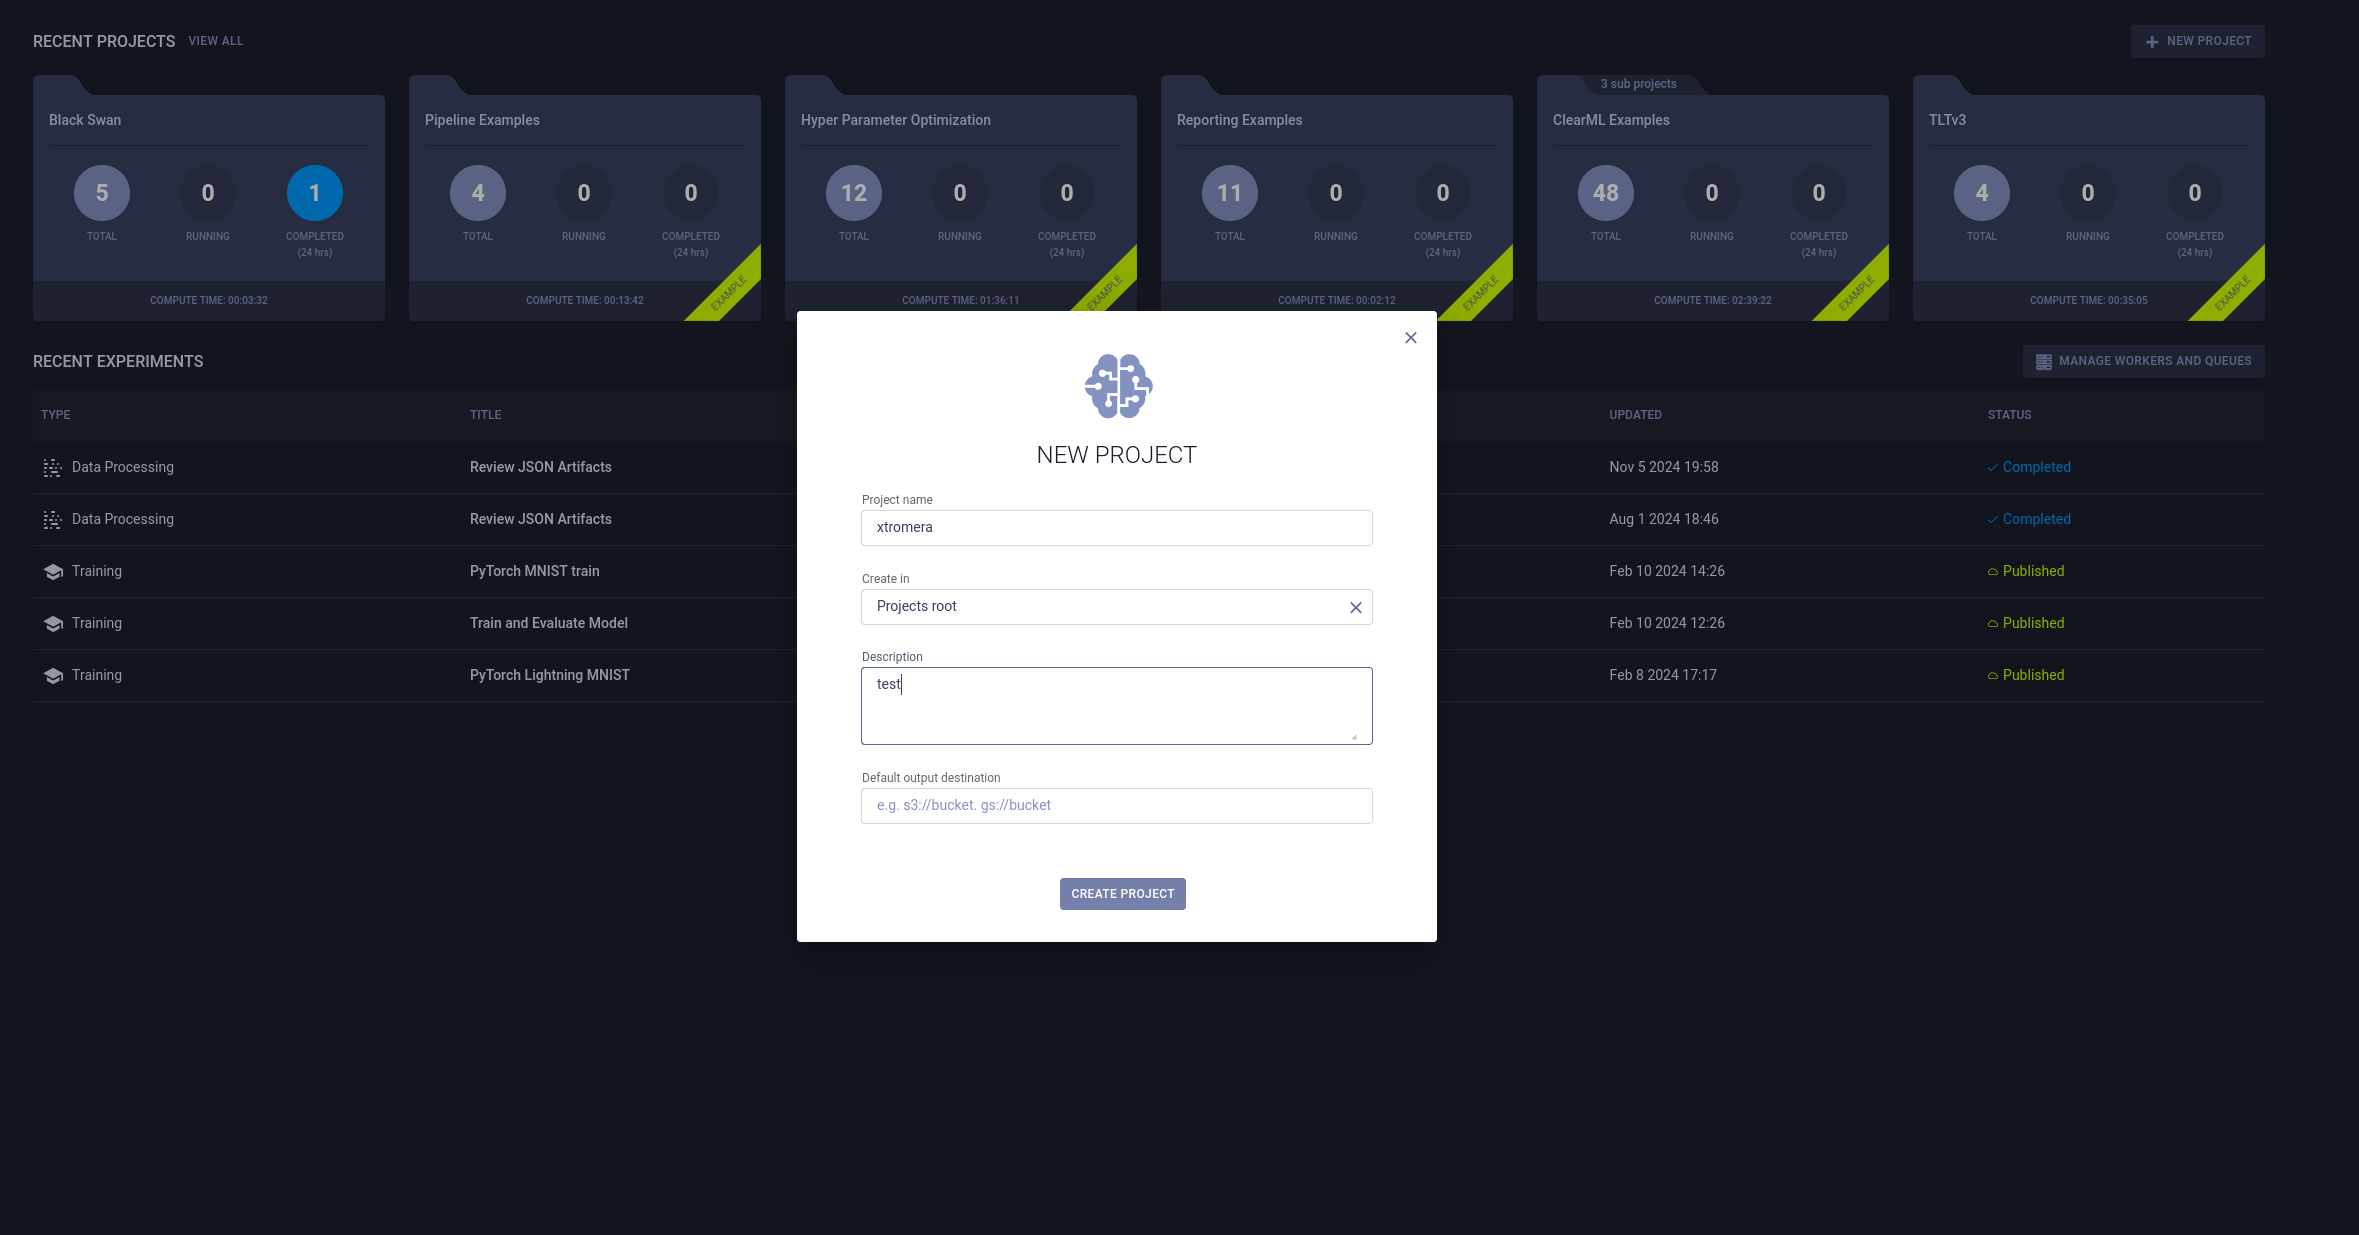 RECENT PROJECTS VIEW ALL
NEW PROJECT
3 sub projects
Black Swan
Pipeline Examples
Hyper Parameter Optimization
Reporting Examples
ClearML Examples
TLTv3
5 0 1
4 0 0
12 0 0
11 0 0
48 0 0
4 0 0
TOTAL RUNNING COMPLETED
(24 hrs)
TOTAL RUNNING COMPLETED
(24 hrs)
TOTAL RUNNING COMPLETED
(24 hrs)
TOTAL RUNNING COMPLETED
(24 hrs)
TOTAL RUNNING COMPLETED
(24 hrs)
TOTAL RUNNING COMPLETED
(24 hrs)
COMPUTE TIME: 00:03:32
COMPUTE TIME: 00:13:42
EXAMPLE
COMPUTE TIME: 01:36:11
EXAMPLE
COMPUTE TIME: 00:02:12
EXAMPLE
COMPUTE TIME: 02:39:22
EXAMPLE
COMPUTE TIME: 00:35:05
EXAMPLE
RECENT EXPERIMENTS
MANAGE WORKERS AND QUEUES
TYPE TITLE UPDATED STATUS
Data Processing Review JSON Artifacts Nov 5 2024 19:58 Completed
Data Processing Review JSON Artifacts Aug 1 2024 18:46 Completed
Training PyTorch MNIST train Feb 10 2024 14:26 Published
Training Train and Evaluate Model Feb 10 2024 12:26 Published
Training PyTorch Lightning MNIST Feb 8 2024 17:17 Published
NEW PROJECT
Project name
xtromera
Create in
Projects root
Description
test
Default output destination
e.g. s3://bucket. gs://bucket
CREATE PROJECT